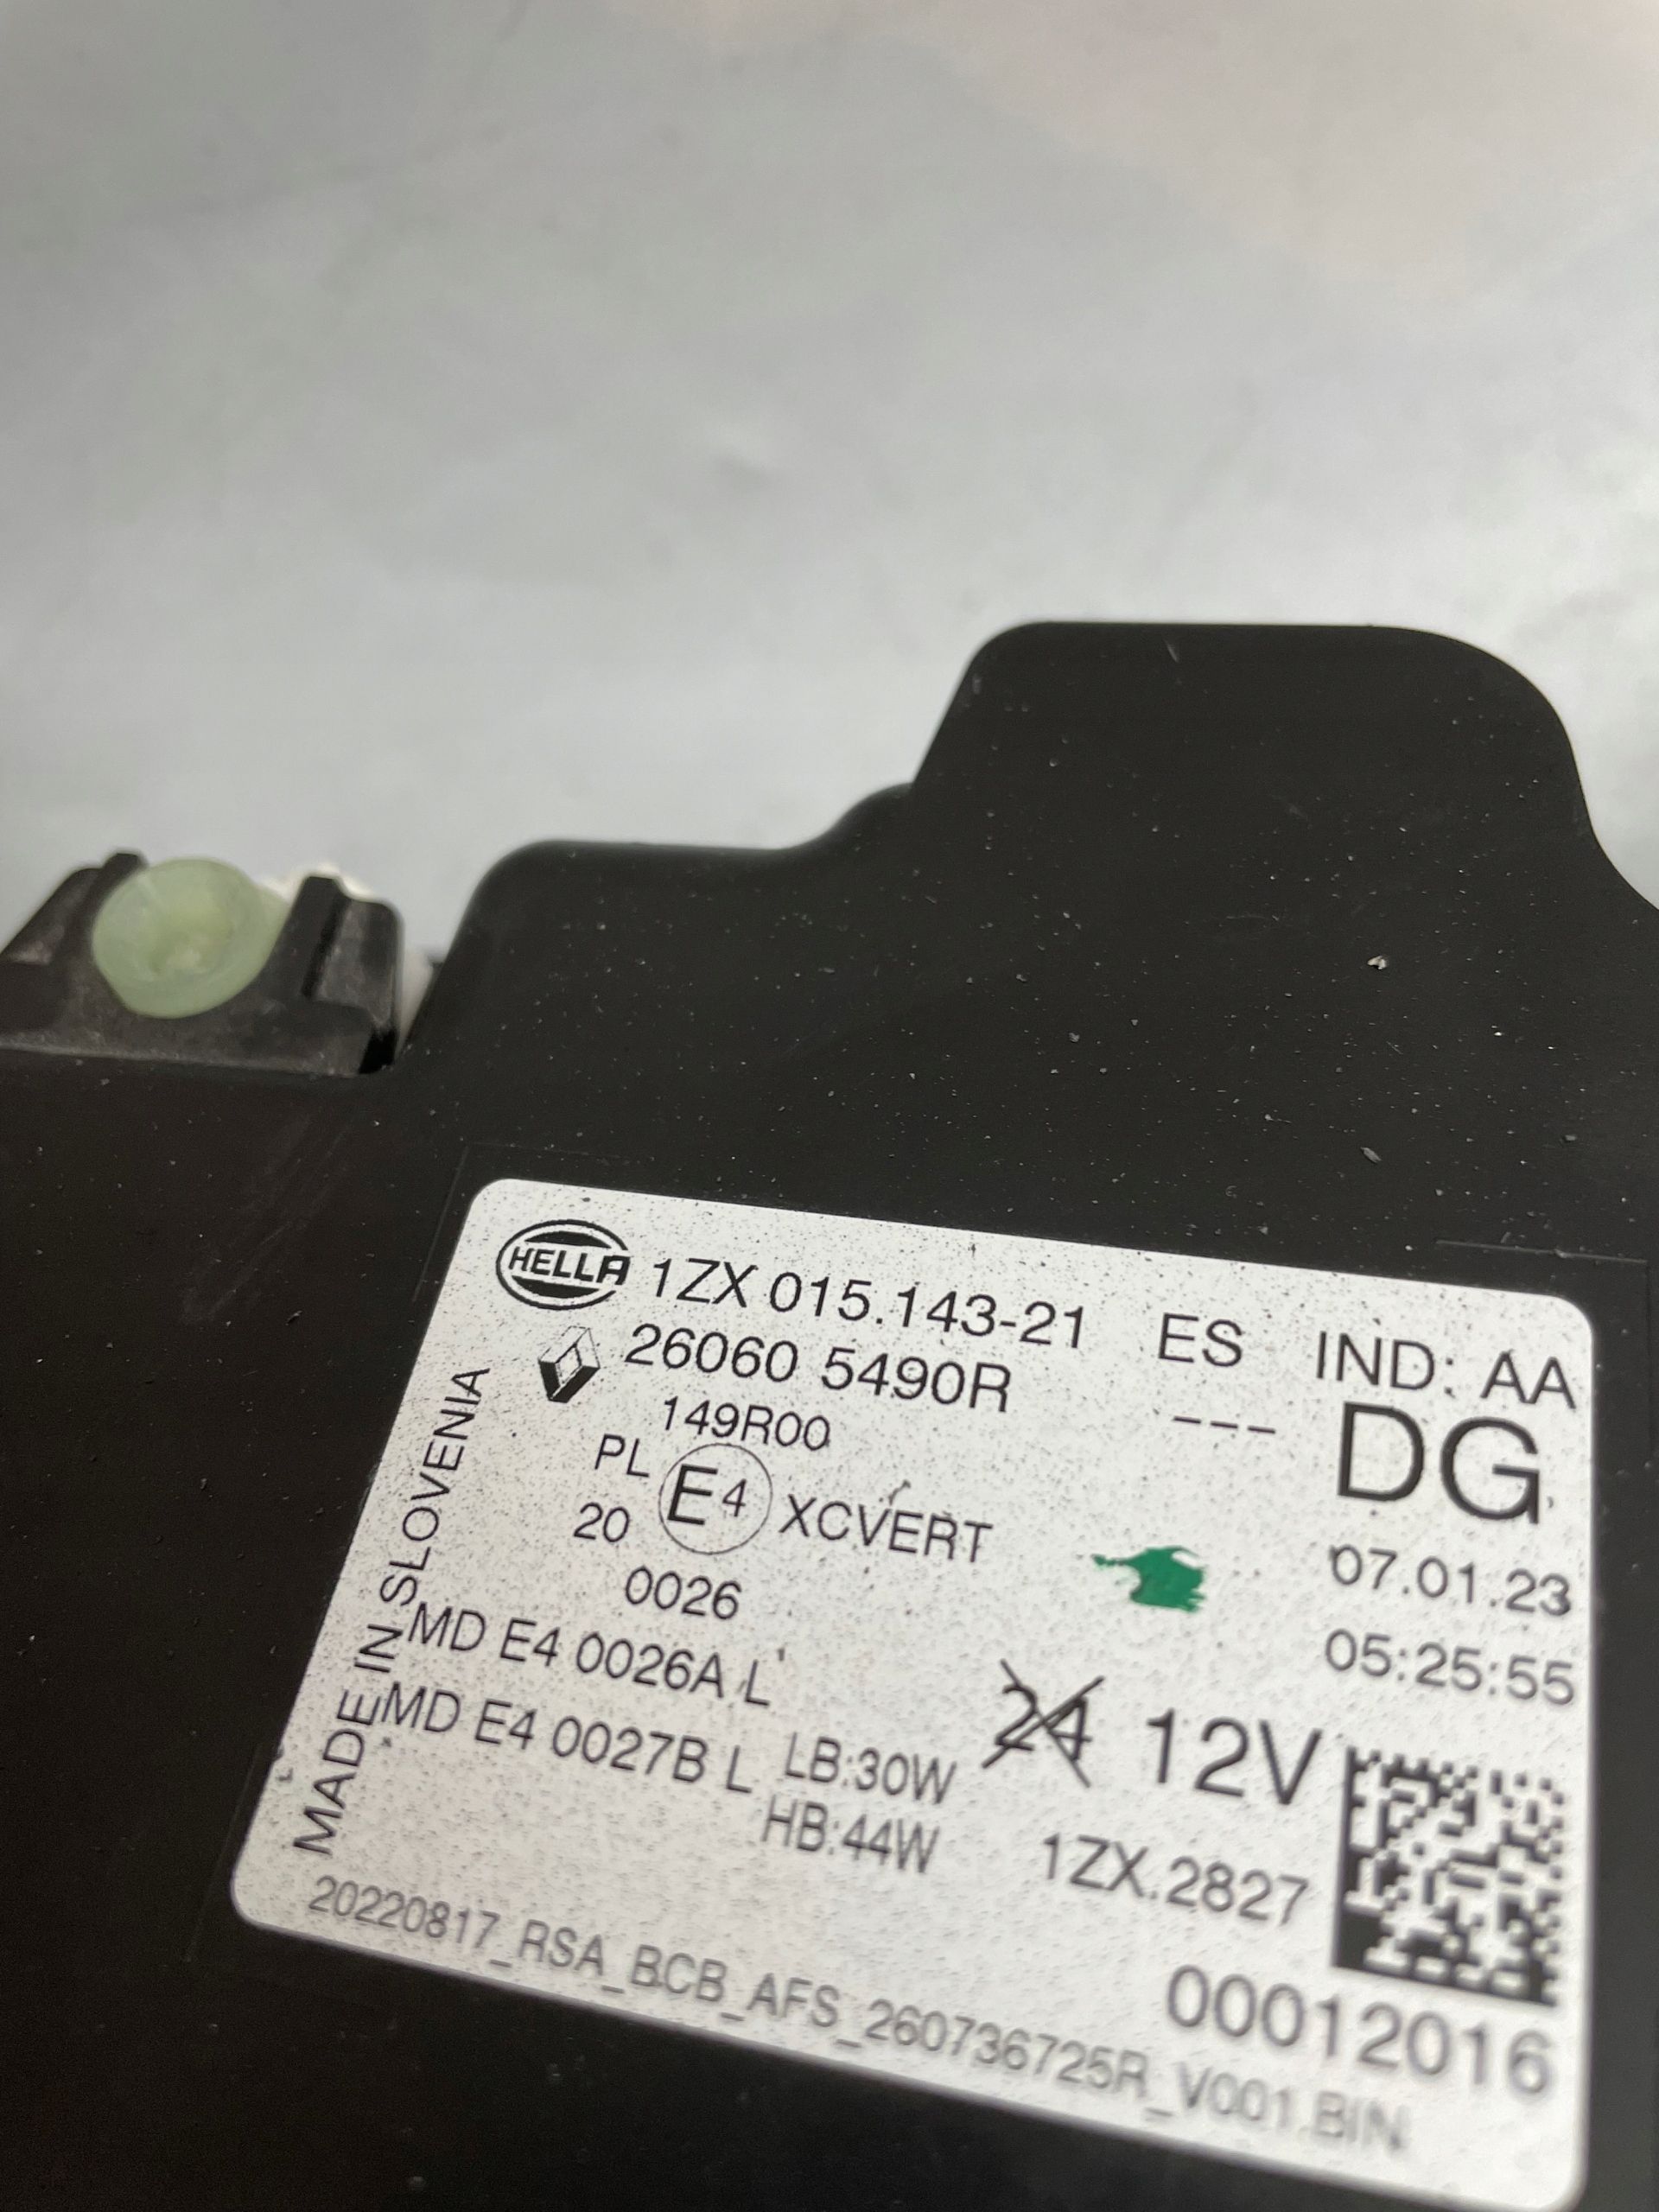 HELLA 1ZX 015.143-21 ES IND: AA
26060 5490R --- DG
149R00
PL E4 XCVERT
20
07.01.23
0026
05:25:55
MD E4 0026A L
24 12V
MD E4 0027B L LB:30W
HB:44W 1ZX.2827
00012016
20220817_RSA_BCB_AFS_260736725R_V001.BIN
MADE IN SLOVENIA